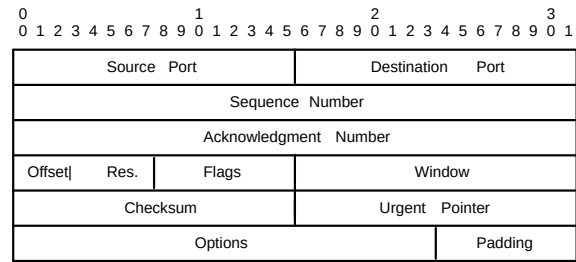 0 1 2 3
0 1 2 3 4 5 6 7 8 9 0 1 2 3 4 5 6 7 8 9 0 1 2 3 4 5 6 7 8 9 0 1
Source Port Destination Port
Sequence Number
Acknowledgment Number
Offset| Res. Flags Window
Checksum Urgent Pointer
Options Padding